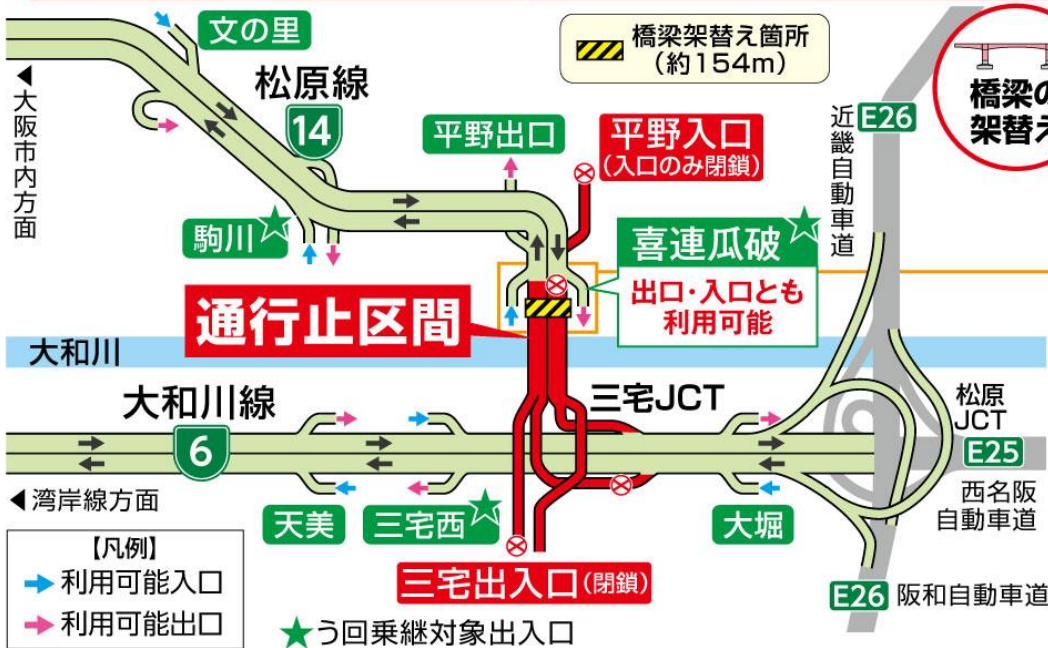 文の里
橋梁架替え箇所
(約154m)
橋梁の
架替え
松原線
14
◀大阪市内方面
平野出口
平野入口
(入口のみ閉鎖)
近畿自動車道
E26
駒川
喜連瓜破
出口・入口とも
利用可能
通行止区間
大和川
大和川線
6
三宅JCT
松原
JCT
E25
西名阪
自動車道
◀湾岸線方面
天美
三宅西
大堀
三宅出入口(閉鎖)
E26 阪和自動車道
【凡例】
利用可能入口
利用可能出口
★う回乗継対象出入口